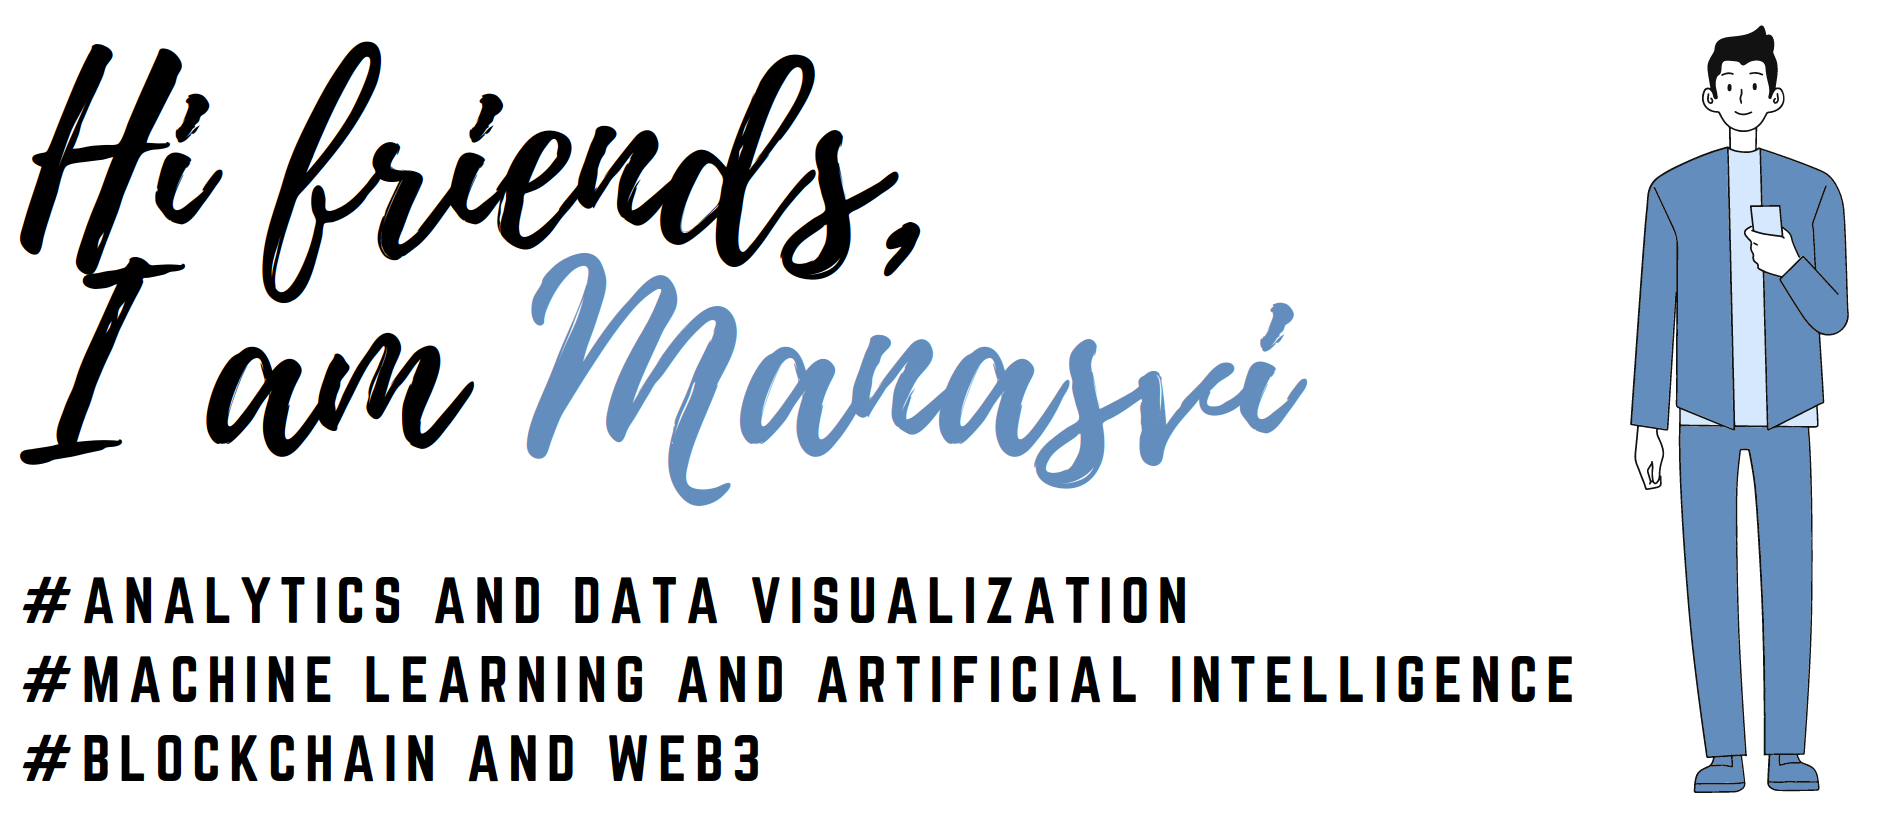 Hi friends,
I am Manasvi
#ANALYTICS AND DATA VISUALIZATION
#MACHINE LEARNING AND ARTIFICIAL INTELLIGENCE
#BLOCKCHAIN AND WEB3